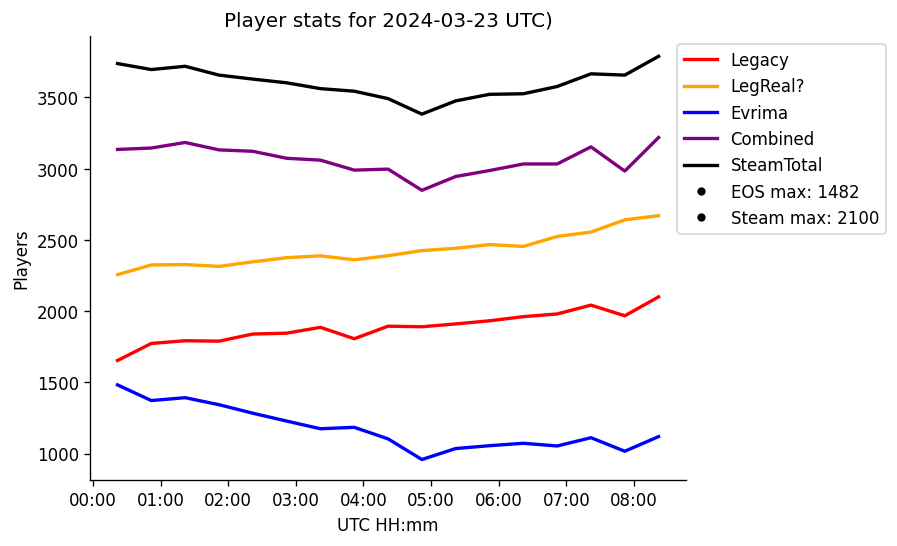 Player stats for 2024-03-23 UTC)
Legacy
LegReal?
Evrima
Combined
SteamTotal
EOS max: 1482
Steam max: 2100
Players
3500
3000
2500
2000
1500
1000
00:00 01:00 02:00 03:00 04:00 05:00 06:00 07:00 08:00
UTC HH:mm